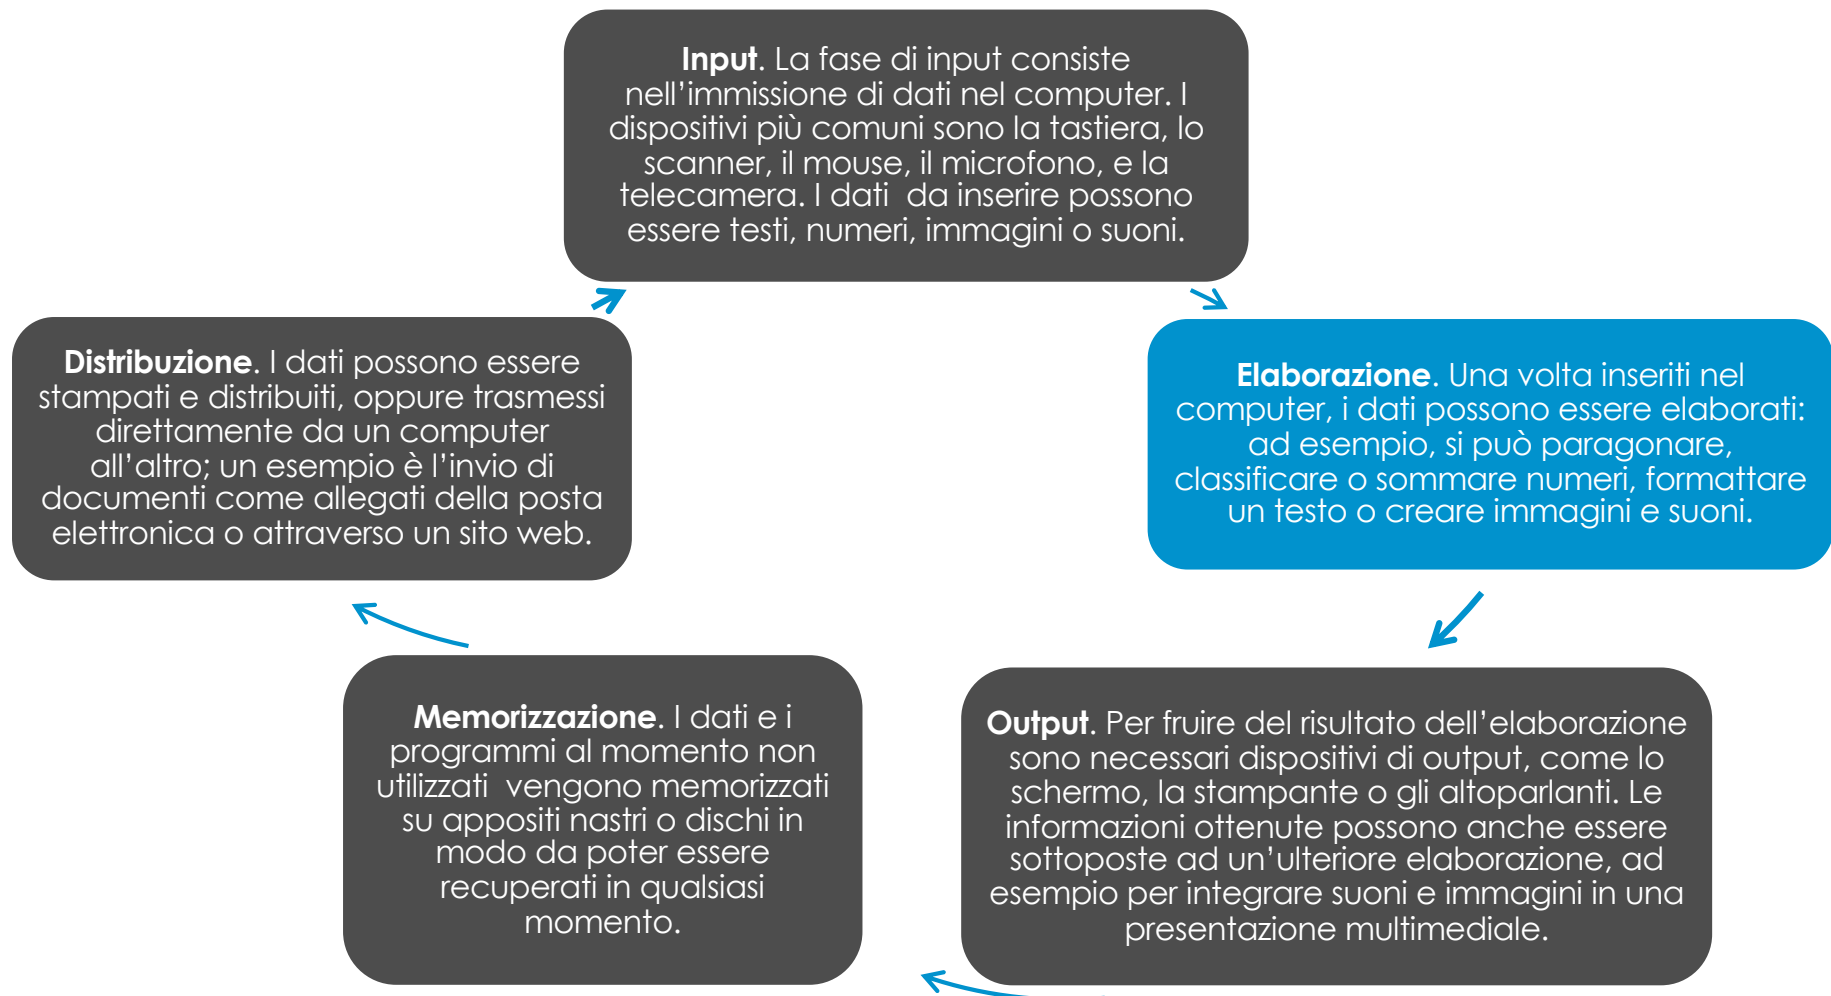 Input. La fase di input consiste
nell’immissione di dati nel computer. I
dispositivi più comuni sono la tastiera, lo
scanner, il mouse, il microfono, e la
telecamera. I dati  da inserire possono
essere testi, numeri, immagini o suoni.
Elaborazione. Una volta inseriti nel
computer, i dati possono essere elaborati:
ad esempio, si può paragonare,
classificare o sommare numeri, formattare
un testo o creare immagini e suoni.
Output. Per fruire del risultato dell’elaborazione
sono necessari dispositivi di output, come lo
schermo, la stampante o gli altoparlanti. Le
informazioni ottenute possono anche essere
sottoposte ad un’ulteriore elaborazione, ad
esempio per integrare suoni e immagini in una
presentazione multimediale.
Memorizzazione. I dati e i
programmi al momento non
utilizzati  vengono memorizzati
su appositi nastri o dischi in
modo da poter essere
recuperati in qualsiasi
momento.
Distribuzione. I dati possono essere
stampati e distribuiti, oppure trasmessi
direttamente da un computer
all’altro; un esempio è l’invio di
documenti come allegati della posta
elettronica o attraverso un sito web.